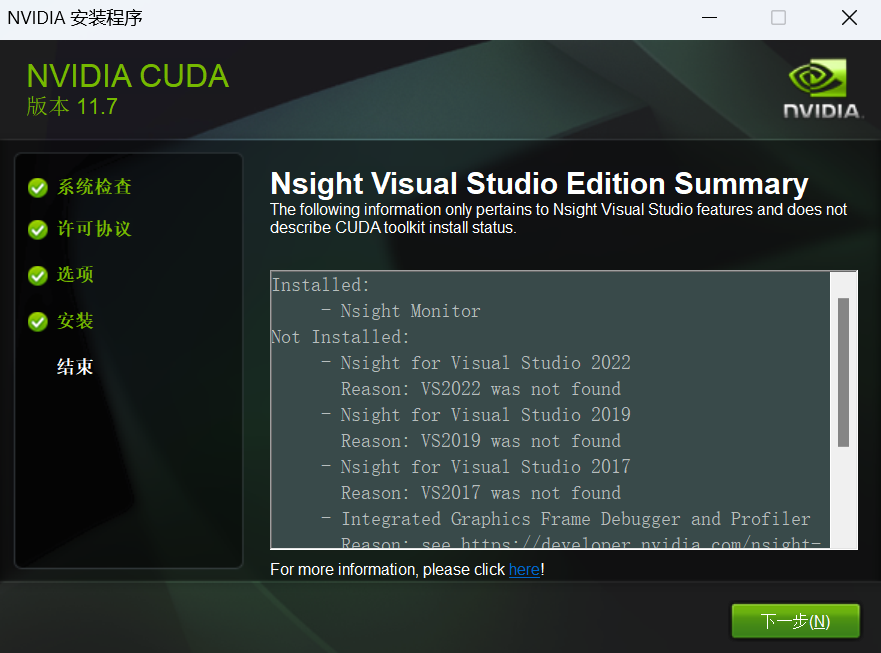 NVIDIA 安装程序
NVIDIA CUDA
版本 11.7
NVIDIA.
系统检查
许可协议
选项
安装
结束
Nsight Visual Studio Edition Summary
The following information only pertains to Nsight Visual Studio features and does not
describe CUDA toolkit install status.
Installed:
- Nsight Monitor
Not Installed:
- Nsight for Visual Studio 2022
Reason: VS2022 was not found
- Nsight for Visual Studio 2019
Reason: VS2019 was not found
- Nsight for Visual Studio 2017
Reason: VS2017 was not found
- Integrated Graphics Frame Debugger and Profiler
Reason: see https://developer.nvidia.com/nsight-
For more information, please click here!
下一步(N)